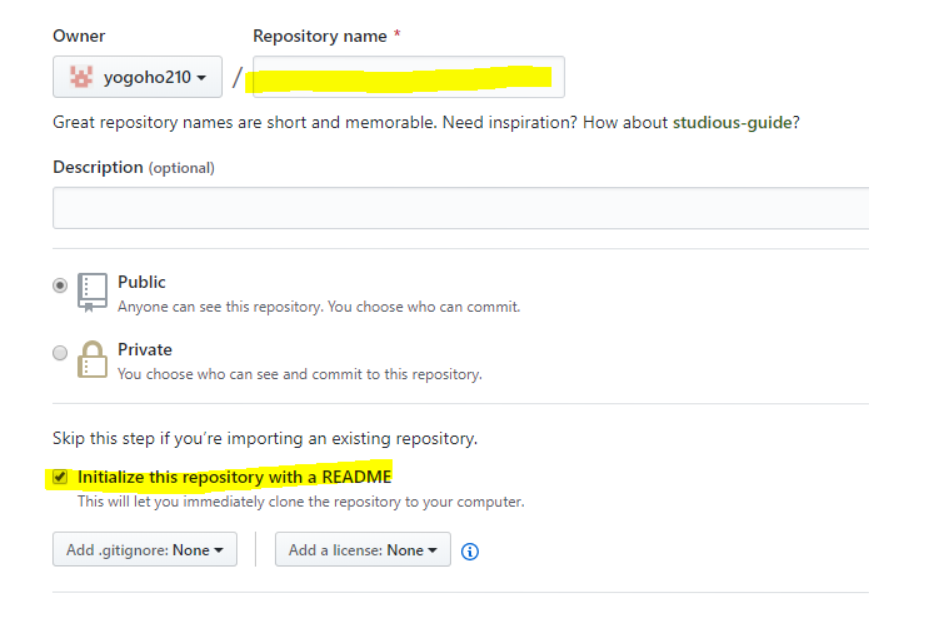 Owner Repository name *
yogoho210 /
Great repository names are short and memorable. Need inspiration? How about studious-guide?
Description (optional)
Public
Anyone can see this repository. You choose who can commit.
Private
You choose who can see and commit to this repository.
Skip this step if you're importing an existing repository.
Initialize this repository with a README
This will let you immediately clone the repository to your computer.
Add .gitignore: None Add a license: None